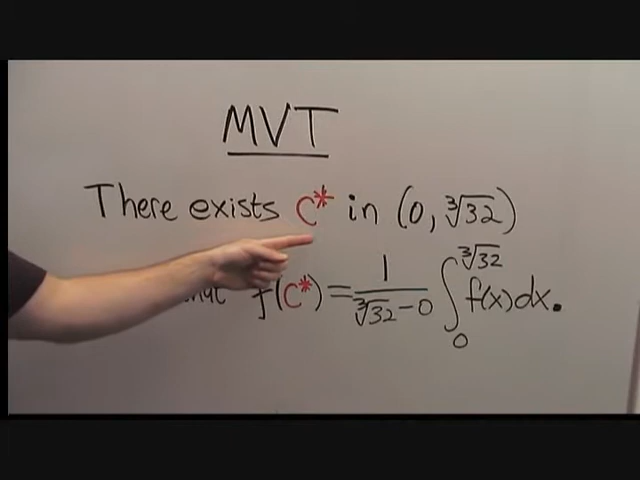 MVT
There exists C* in (0, ∛32)
f(C*) = 1/(∛32 − 0) ∫₀^∛32 f(x)dx.